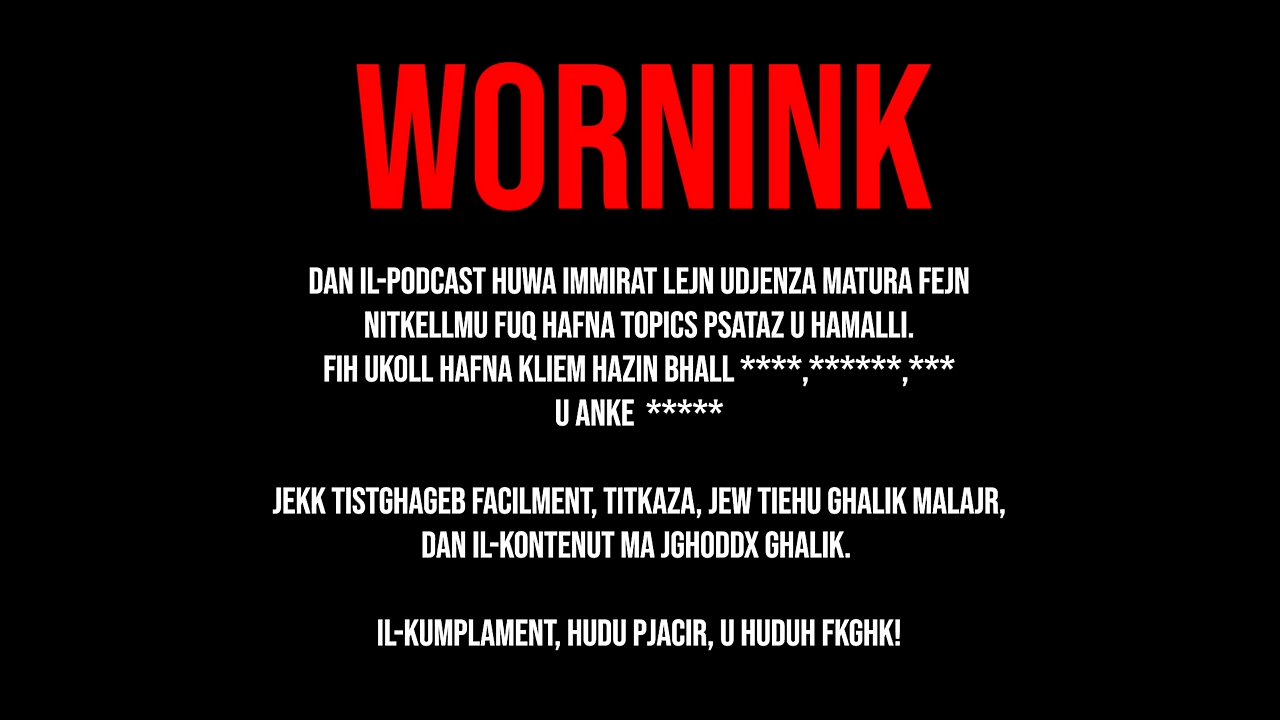 WORNINK
DAN IL-PODCAST HUWA IMMIRAT LEJN UDJENZA MATURA FEJN
NITKELLMU FUQ HAFNA TOPICS PSATAZ U HAMALLI.
FIH UKOLL HAFNA KLIEM HAZIN BHALL ****,******,***
U ANKE *****
JEKK TISTGHAGEB FACILMENT, TITKAZA, JEW TIEHU GHALIK MALAJR,
DAN IL-KONTENUT MA JGHODDX GHALIK.
IL-KUMPLAMENT, HUDU PJACIR, U HUDUH FKGHK!